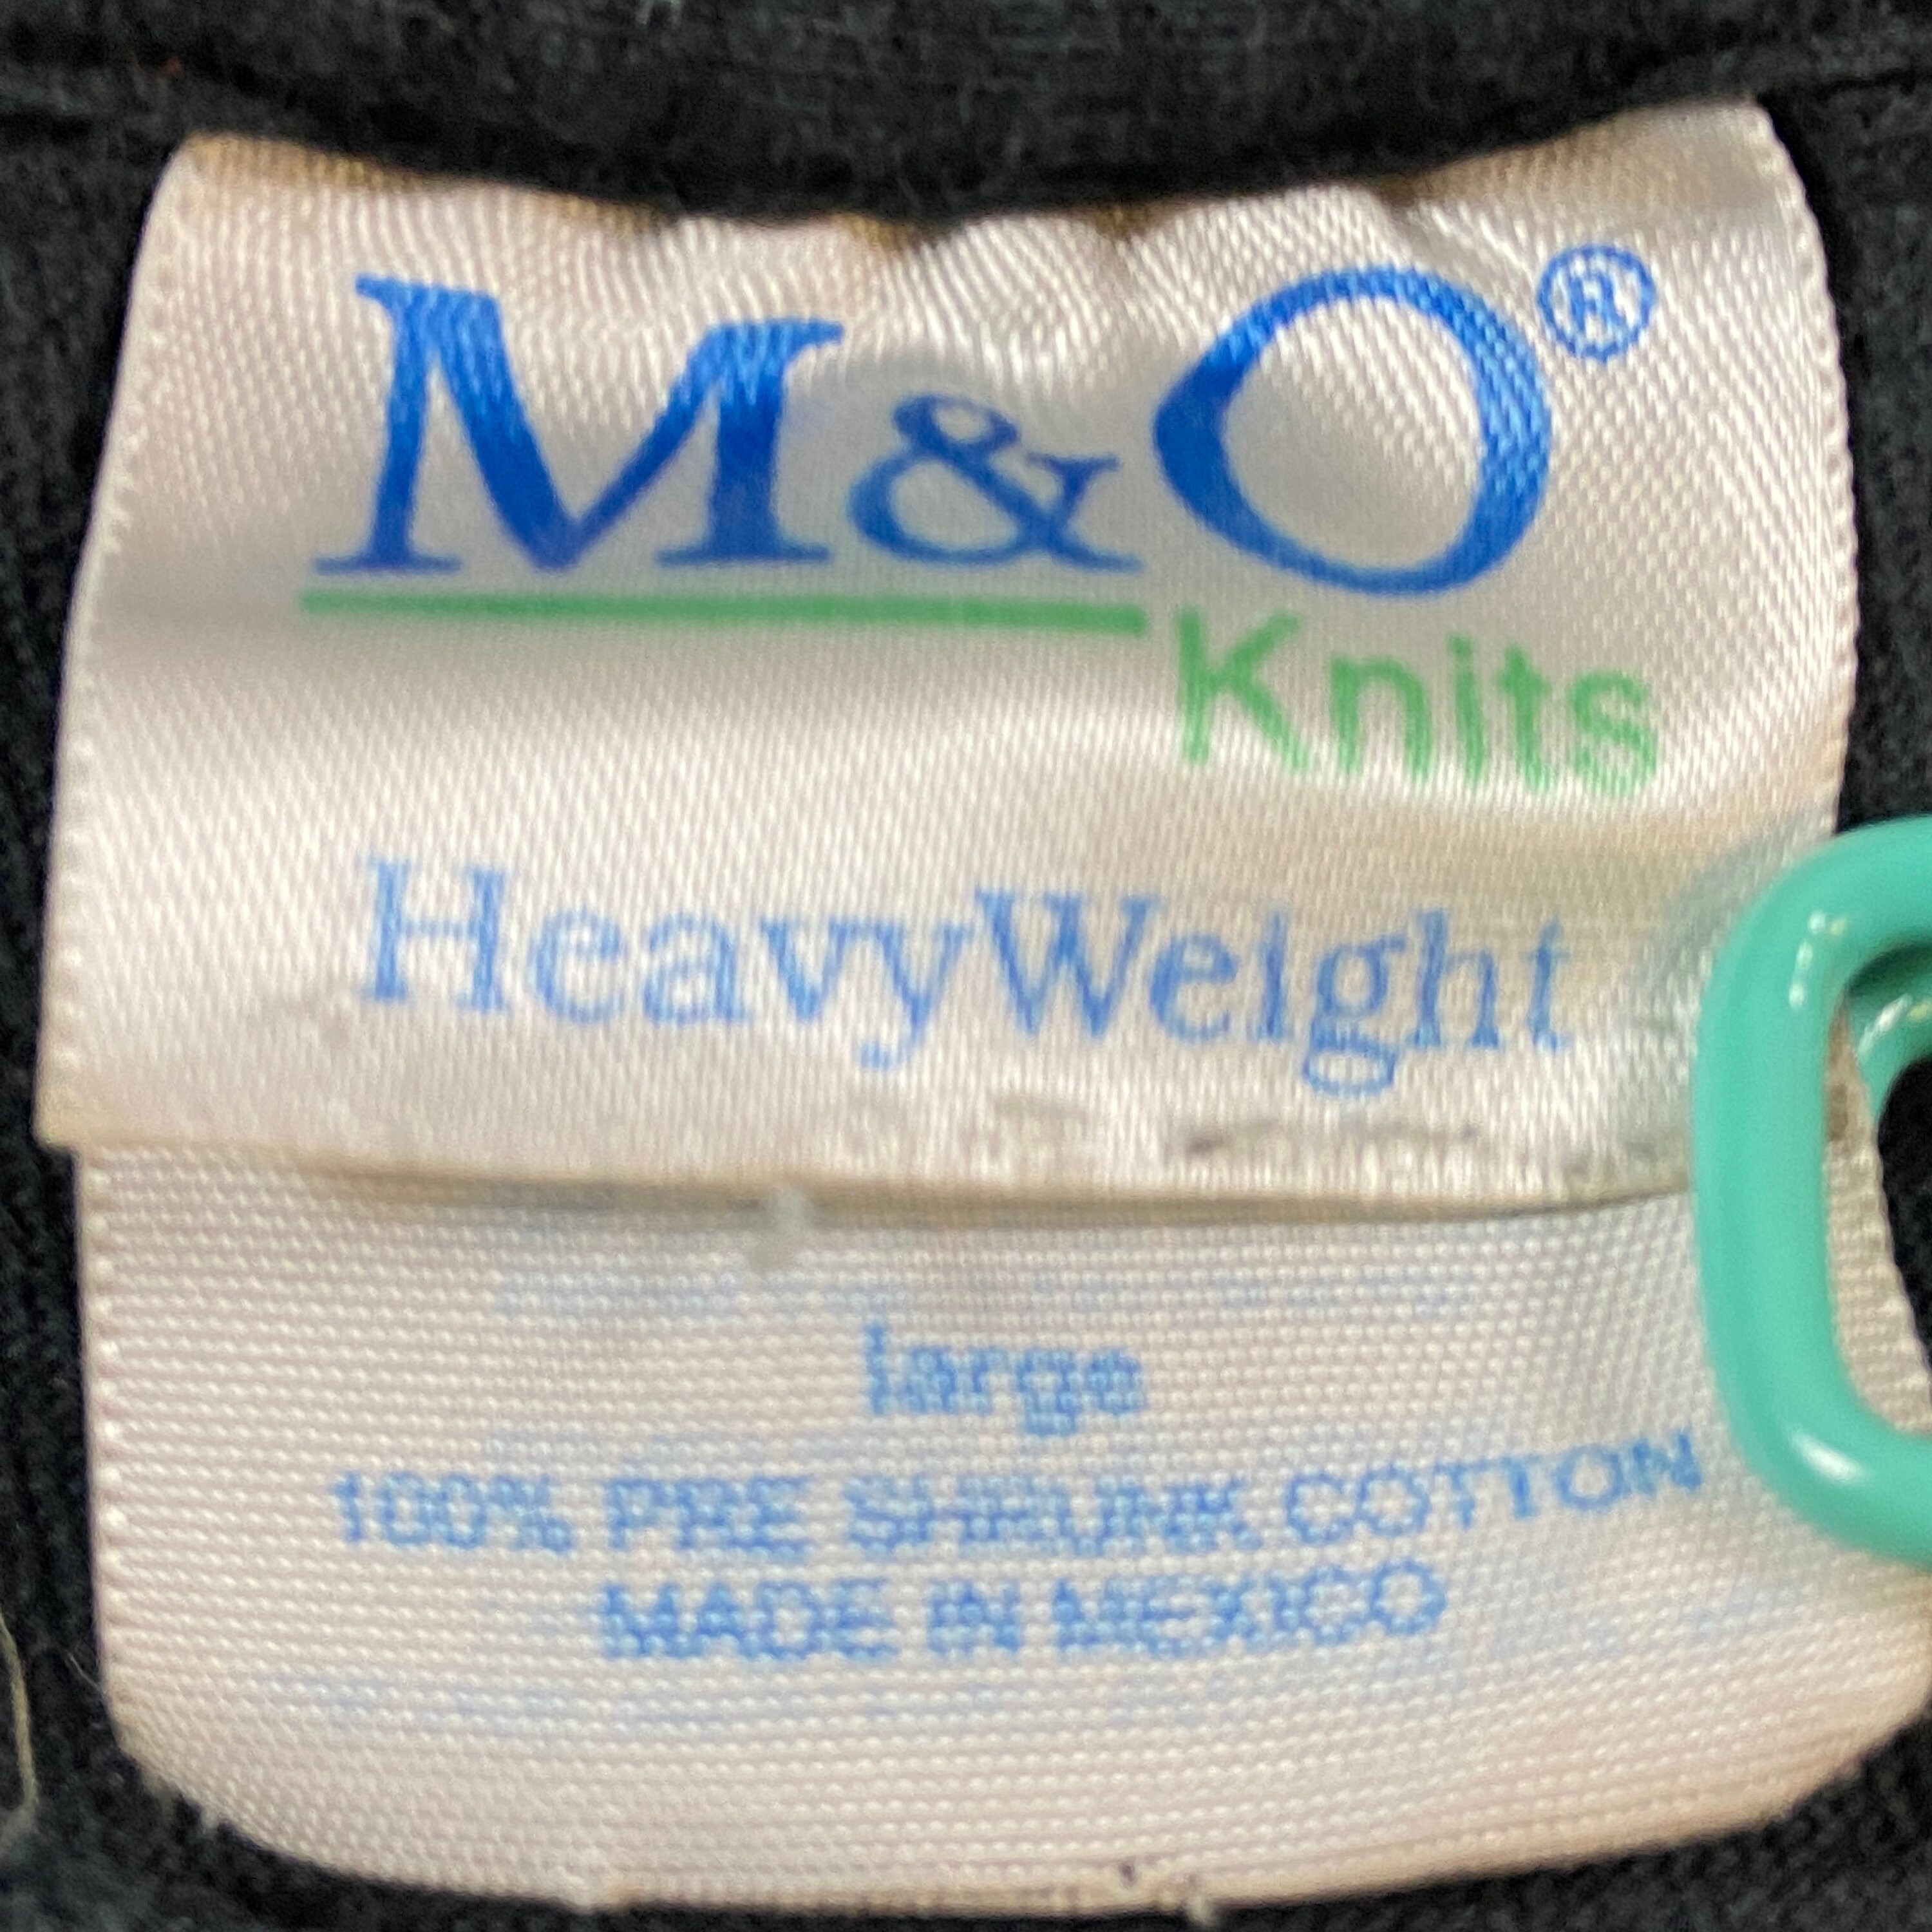 M&O®
Knits
HeavyWeight
large
100% PRE SHRUNK COTTON
MADE IN MEXICO